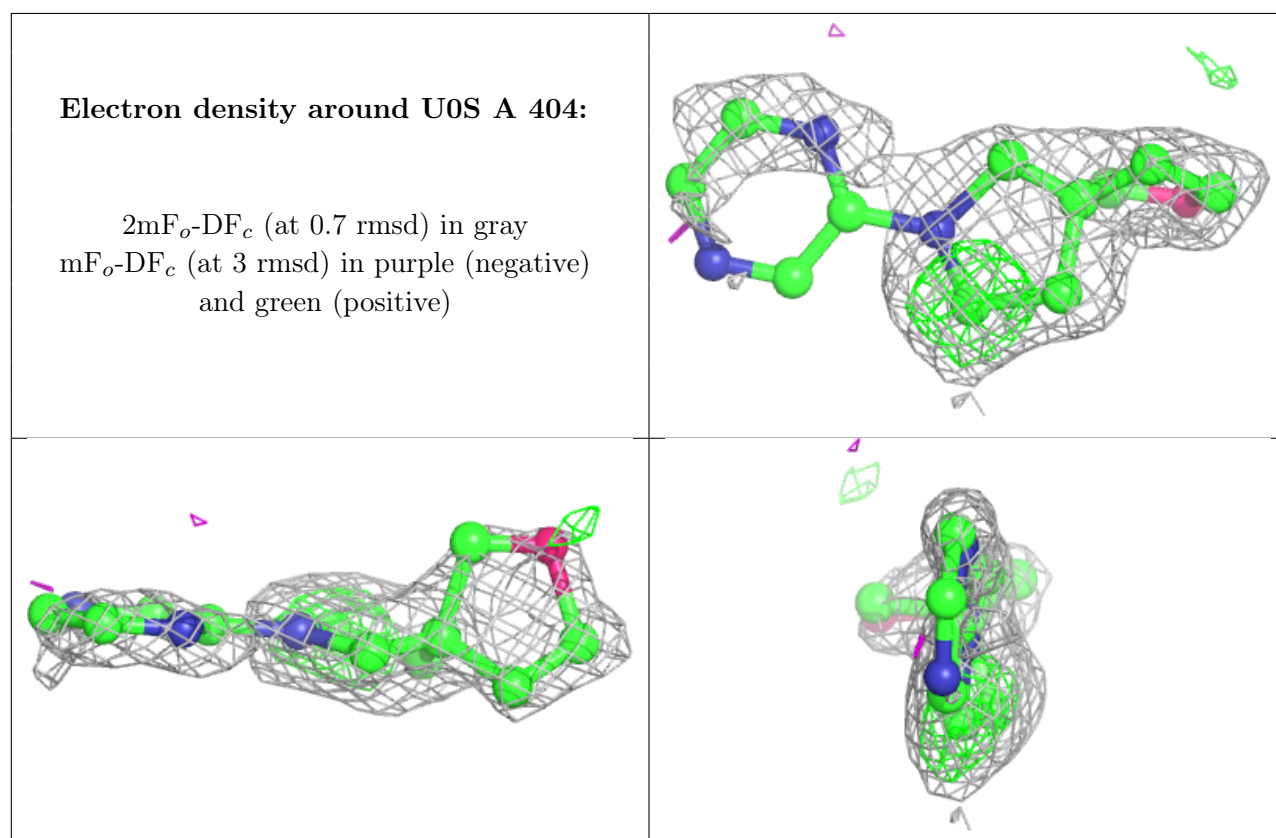 Electron density around U0S A 404:
2mFₒ-DF𝒸 (at 0.7 rmsd) in gray
mFₒ-DF𝒸 (at 3 rmsd) in purple (negative)
and green (positive)